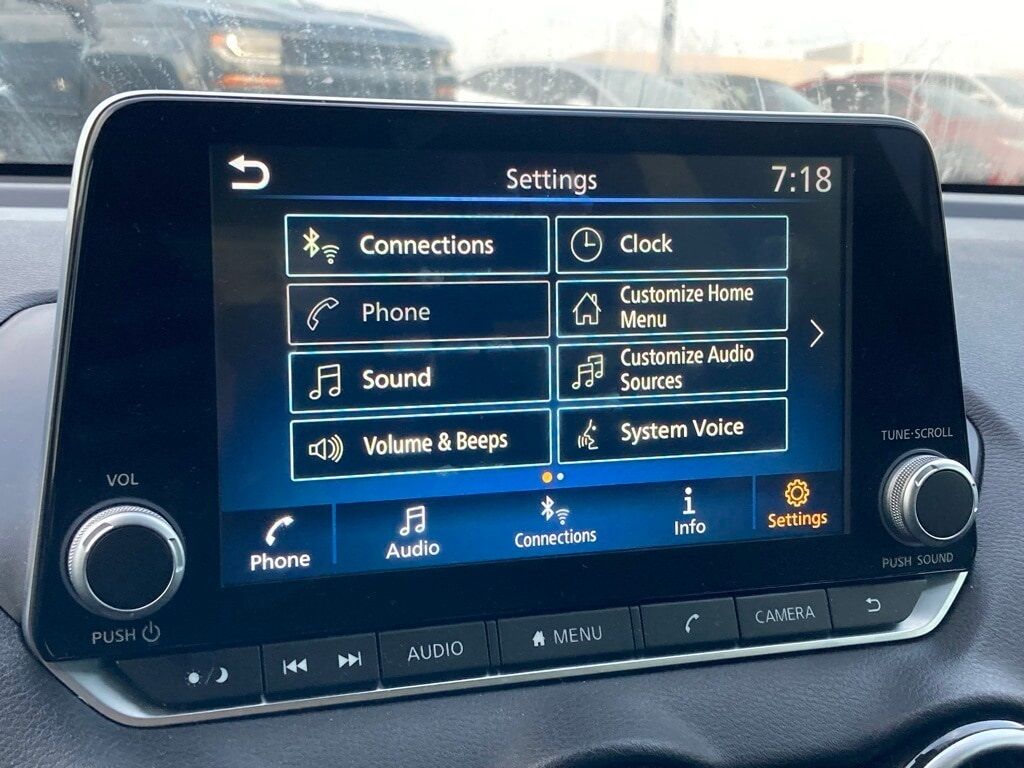 Settings
7:18
Connections
Clock
Phone
Customize Home
Menu
Sound
Customize Audio
Sources
Volume & Beeps
System Voice
Phone
Audio
Connections
Info
Settings
VOL
PUSH
TUNE·SCROLL
PUSH SOUND
AUDIO
MENU
CAMERA